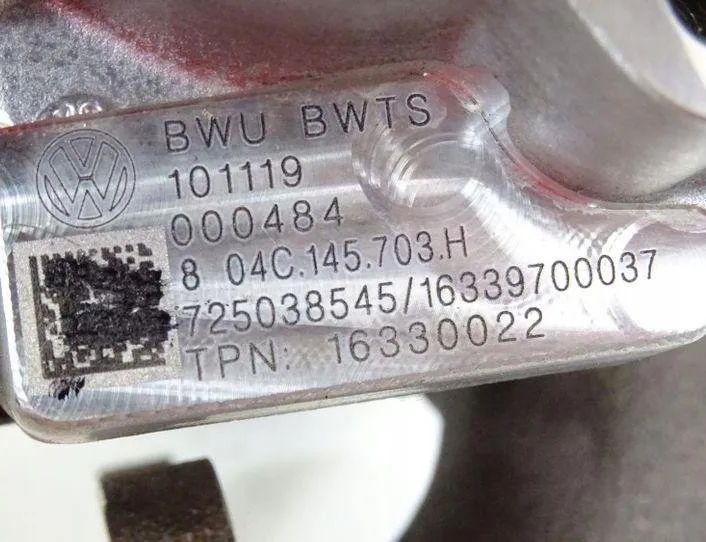 BWU BWTS
101119
000484
8 04C.145.703.H
725038545/16339700037
TPN: 16330022